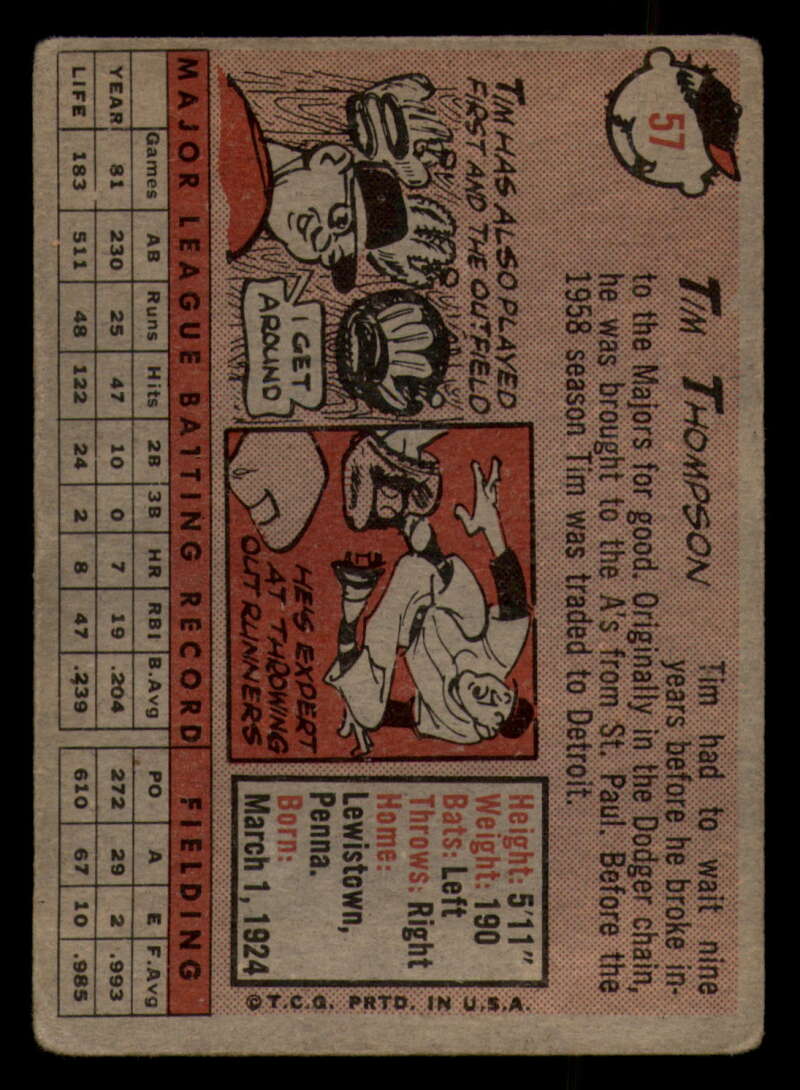 57
TIM THOMPSON
Tim had to wait nine
years before he broke in-
to the Majors for good. Originally in the Dodger chain,
he was brought to the A's from St. Paul. Before the
1958 season Tim was traded to Detroit.
TIM HAS ALSO PLAYED
FIRST AND THE OUTFIELD
I GET
AROUND
HE'S EXPERT
AT THROWING
OUT RUNNERS
Height: 5'11"
Weight: 190
Bats: Left
Throws: Right
Home:
Lewistown,
Penna.
Born:
March 1, 1924
© T.C.G. PRTD. IN U.S.A.
MAJOR LEAGUE BATTING RECORD FIELDING
Games AB Runs Hits 2B 3B HR RBI B.Avg PO A E F.Avg
YEAR 81 230 25 47 10 0 7 19 .204 272 29 2 .993
LIFE 183 511 48 122 24 2 8 47 .239 610 67 10 .985